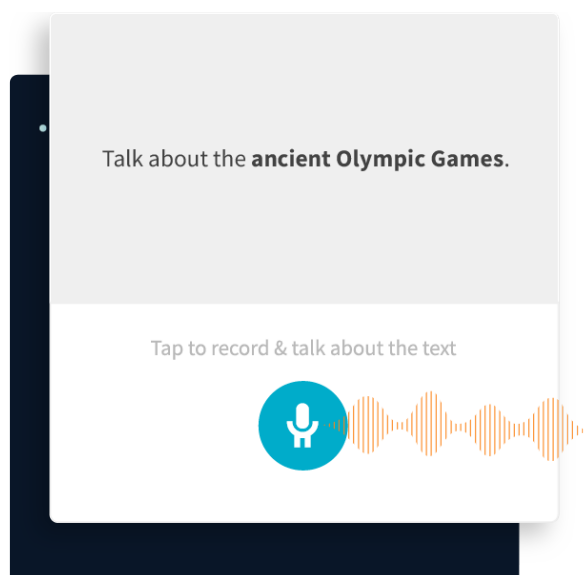 Talk about the ancient Olympic Games.
Tap to record & talk about the text